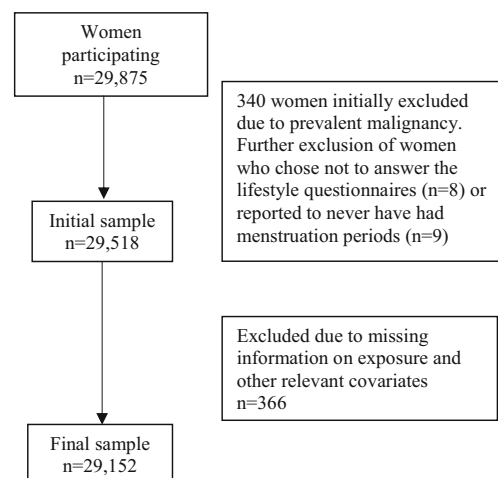 Women
participating
n=29,875
340 women initially excluded
due to prevalent malignancy.
Further exclusion of women
who chose not to answer the
lifestyle questionnaires (n=8) or
reported to never have had
menstruation periods (n=9)
Initial sample
n=29,518
Excluded due to missing
information on exposure and
other relevant covariates
n=366
Final sample
n=29,152